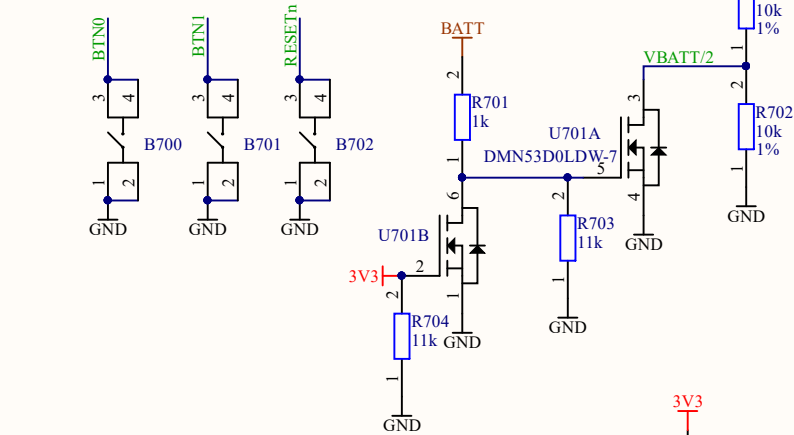 BTN0
BTN1
RESETn
3
4
3
4
3
4
B700
B701
B702
1
2
1
2
1
2
GND
GND
GND
BATT
2
R701
1k
1
6
U701B
3V3
2
1
GND
2
R704
11k
1
GND
U701A
DMN53D0LDW-7
5
3
4
GND
2
R703
11k
1
GND
VBATT/2
10k
1%
1
2
R702
10k
1%
1
GND
3V3